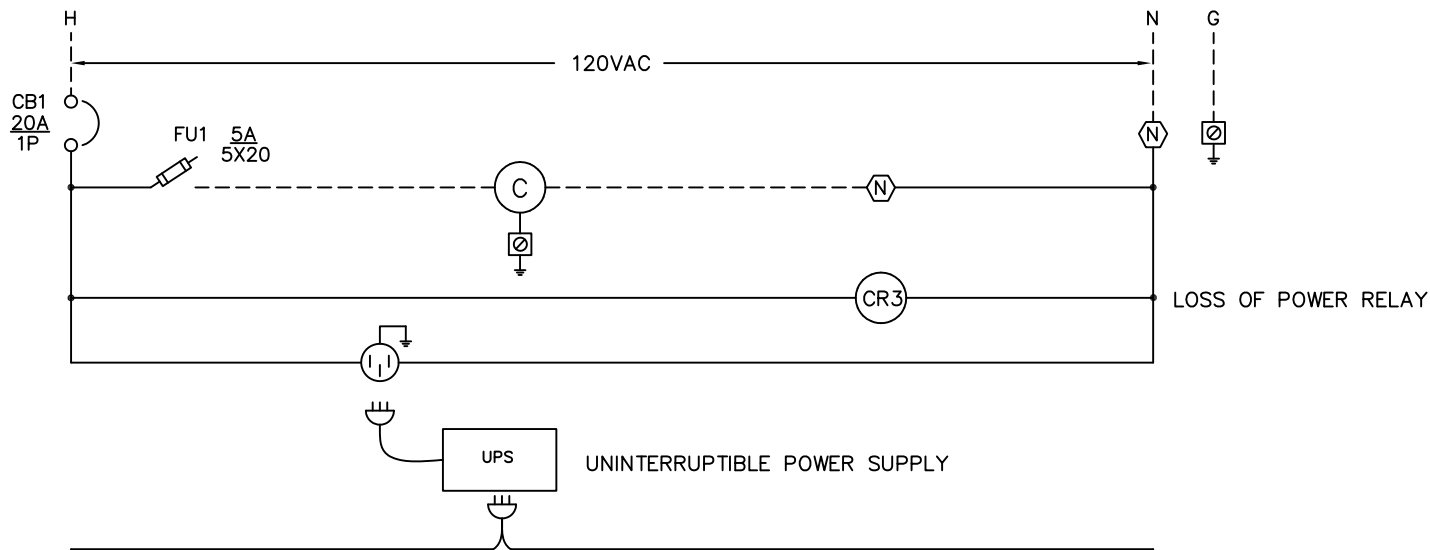 H
N
G
120VAC
CB1
20A
1P
N
FU1
5A
5X20
C
N
CR3
LOSS OF POWER RELAY
UPS
UNINTERRUPTIBLE POWER SUPPLY